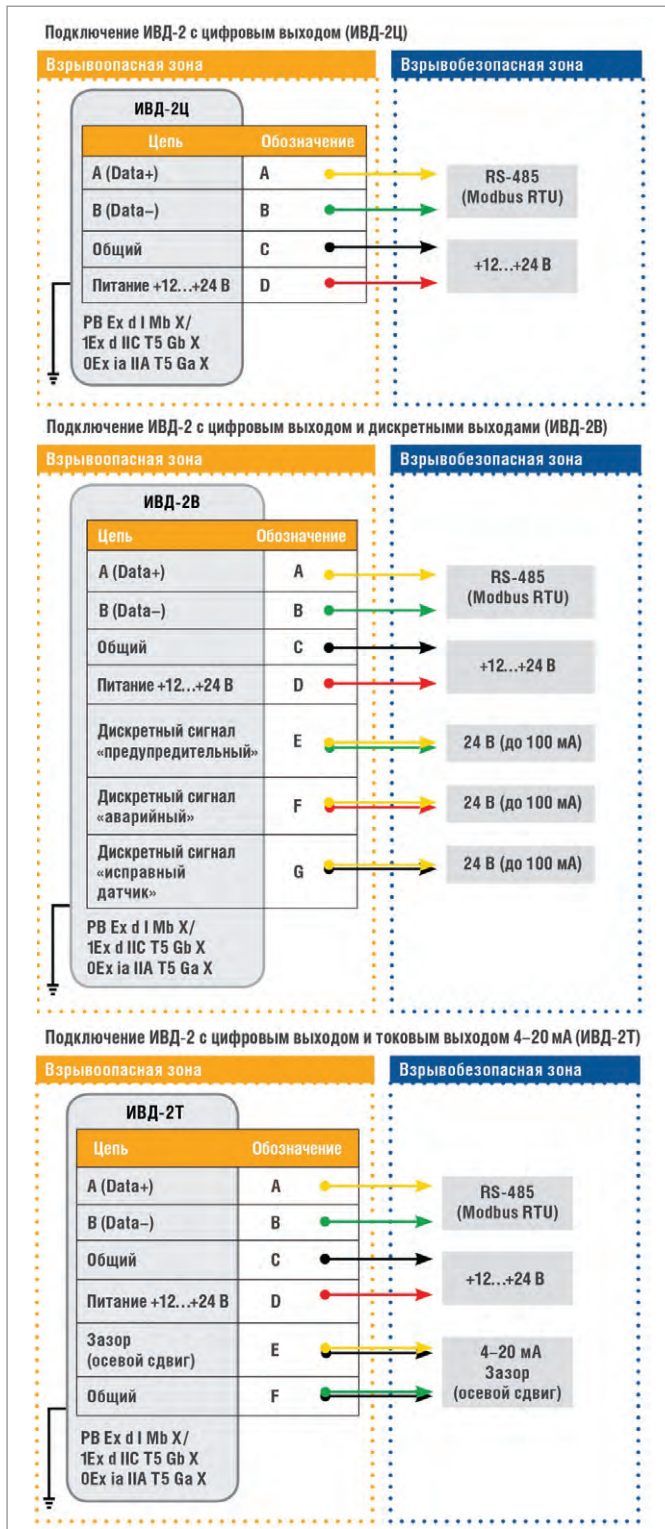 Подключение ИВД-2 с цифровым выходом (ИВД-2Ц)
Взрывоопасная зона
Взрывобезопасная зона
ИВД-2Ц
Цепь Обозначение
A (Data+) A
B (Data–) B
Общий C
Питание +12...+24 В D
RS-485
(Modbus RTU)
+12...+24 В
РВ Ex d I Mb X/
1Ex d IIC T5 Gb X
0Ex ia IIA T5 Ga X
Подключение ИВД-2 с цифровым выходом и дискретными выходами (ИВД-2В)
Взрывоопасная зона
Взрывобезопасная зона
ИВД-2В
Цепь Обозначение
A (Data+) A
B (Data–) B
Общий C
Питание +12...+24 В D
Дискретный сигнал
«предупредительный» E
Дискретный сигнал
«аварийный» F
Дискретный сигнал
«исправный
датчик» G
RS-485
(Modbus RTU)
+12...+24 В
24 В (до 100 мА)
24 В (до 100 мА)
24 В (до 100 мА)
РВ Ex d I Mb X/
1Ex d IIC T5 Gb X
0Ex ia IIA T5 Ga X
Подключение ИВД-2 с цифровым выходом и токовым выходом 4–20 мА (ИВД-2Т)
Взрывоопасная зона
Взрывобезопасная зона
ИВД-2Т
Цепь Обозначение
A (Data+) A
B (Data–) B
Общий C
Питание +12...+24 В D
Зазор
(осевой сдвиг) E
Общий F
RS-485
(Modbus RTU)
+12...+24 В
4–20 мА
Зазор
(осевой сдвиг)
РВ Ex d I Mb X/
1Ex d IIC T5 Gb X
0Ex ia IIA T5 Ga X